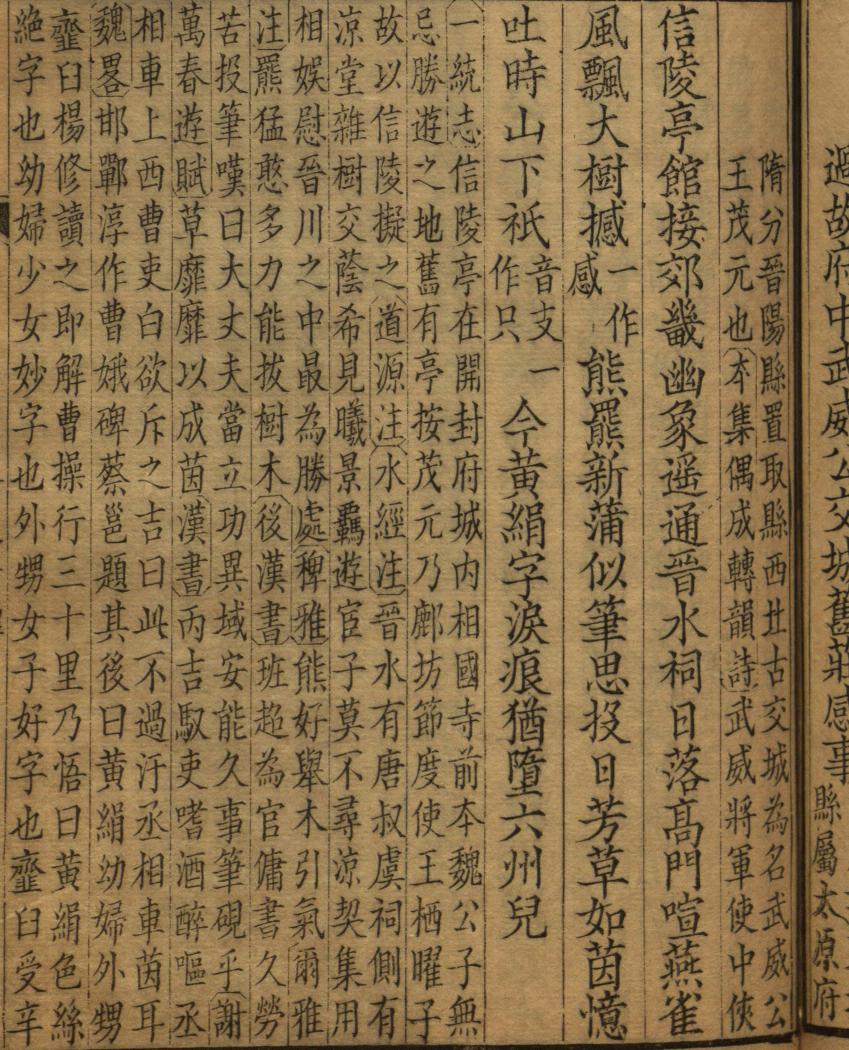 過故府中武威公交城舊莊感事縣屬太原府
隋分晉陽縣置取縣西北古交城為名武威公
王茂元也本集偶成轉韻詩武威將軍使中俠
信陵亭館接郊畿幽象遥通晉水祠日落髙門喧燕雀
風飄大樹撼一作感熊羆新蒲似筆思投日芳草如茵憶
吐時山下祇音支一作只今黄絹字淚痕猶墮六州兒
一統志信陵亭在開封府城内相國寺前本魏公子無
忌勝遊之地舊有亭按茂元乃鄜坊節度使王栖曜子
故以信陵擬之道源注水經注晉水有唐叔虞祠側有
涼堂雜樹交蔭希見曦景羈遊宦子莫不尋涼契集用
相娱慰晉川之中最為勝處稗雅熊好舉木引氣爾雅
注羆猛憨多力能拔樹木後漢書班超為官傭書久勞
苦投筆嘆曰大丈夫當立功異域安能久事筆硯乎謝
萬春遊賦草靡靡以成茵漢書丙吉馭吏嗜酒醉嘔丞
相車上西曹吏白欲斥之吉曰此不過汙丞相車茵耳
魏畧邯鄲淳作曹娥碑蔡邕題其後曰黄絹幼婦外甥
韲臼楊修讀之即解曹操行三十里乃悟曰黄絹色絲
絶字也幼婦少女妙字也外甥女子好字也韲臼受辛